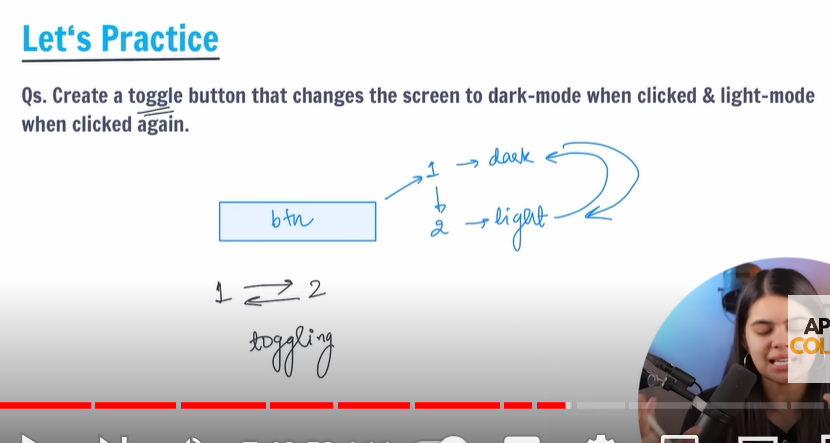 Let's Practice
Qs. Create a toggle button that changes the screen to dark-mode when clicked & light-mode
when clicked again.
1 → dark
btn
2 → light
1 ⇄ 2
toggling
AP
COL